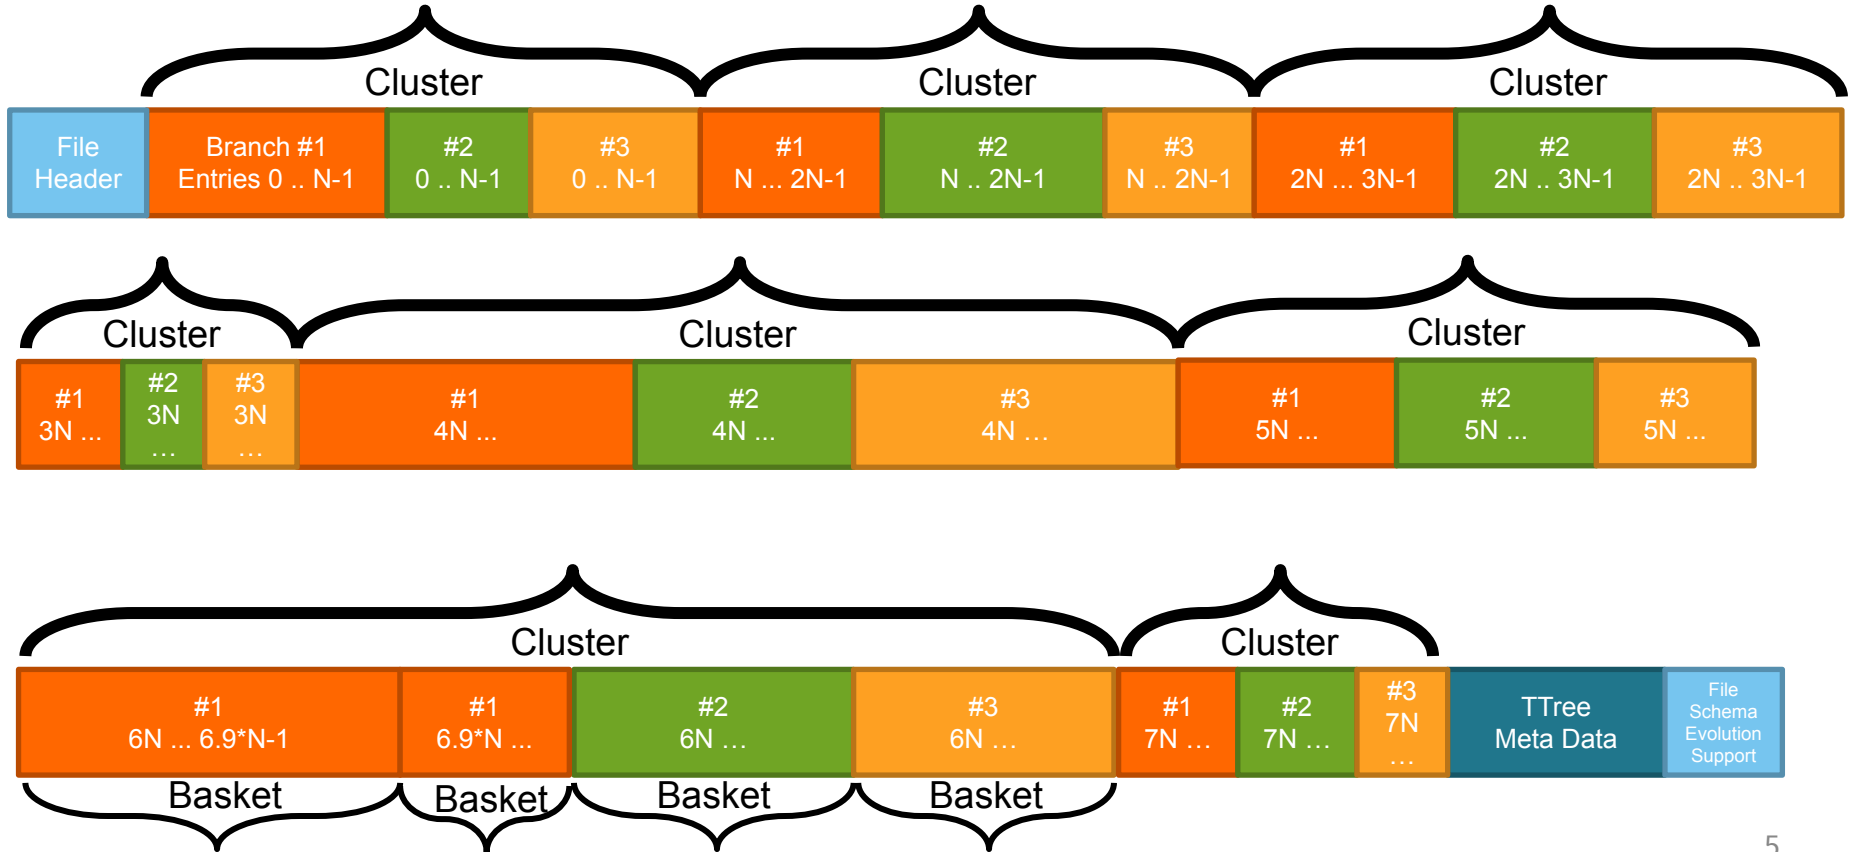 Cluster
Cluster
Cluster
File
Header
Branch #1
Entries 0 .. N-1
#2
0 .. N-1
#3
0 .. N-1
#1
N ... 2N-1
#2
N .. 2N-1
#3
N .. 2N-1
#1
2N ... 3N-1
#2
2N .. 3N-1
#3
2N .. 3N-1
Cluster
Cluster
Cluster
#1
3N ...
#2
3N
…
#3
3N
…
#1
4N ...
#2
4N ...
#3
4N …
#1
5N ...
#2
5N ...
#3
5N ...
Cluster
Cluster
#1
6N ... 6.9*N-1
#1
6.9*N ...
#2
6N …
#3
6N …
#1
7N …
#2
7N …
#3
7N
…
TTree
Meta Data
File
Schema
Evolution
Support
Basket
Basket
Basket
Basket
5